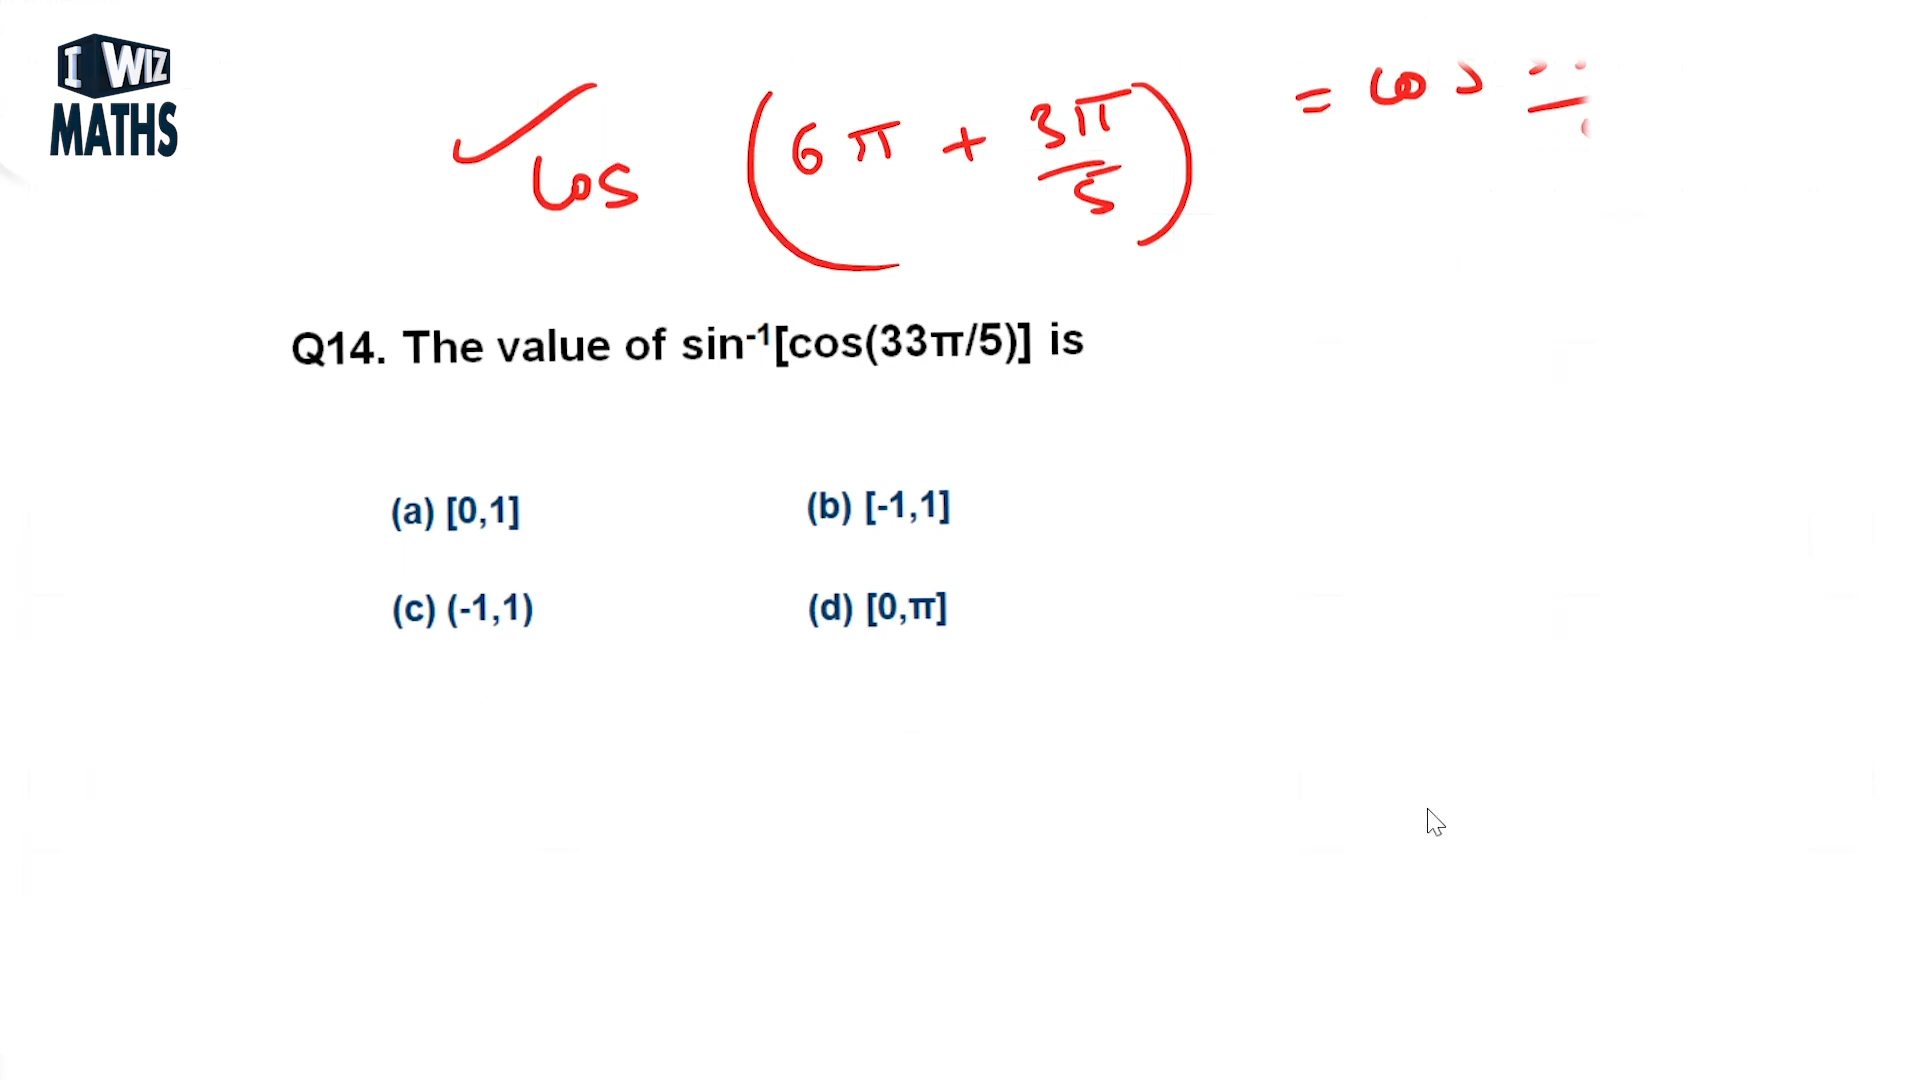 I WIZ
MATHS
cos (6π + 3π/5) = cos
Q14. The value of sin⁻¹[cos(33π/5)] is
(a) [0,1] (b) [-1,1]
(c) (-1,1) (d) [0,π]